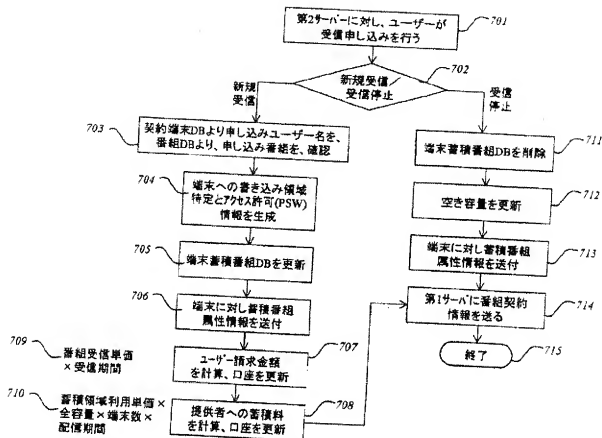 701
第2サーバーに対し、ユーザーが
受信申し込みを行う
702
新規受信/
受信停止
新規
受信
受信
停止
703
契約端末DBより申し込みユーザー名を、
番組DBより、申し込み番組を、確認
704
端末への書き込み領域
特定とアクセス許可(PSW)
情報を生成
705
端末蓄積番組DBを更新
706
端末に対し蓄積番組
属性情報を送付
709
番組受信単価
×受信期間
707
ユーザー請求金額
を計算、口座を更新
710
蓄積領域利用単価×
全容量×端末数×
配信期間
708
提供者への蓄積料
を計算、口座を更新
711
端末蓄積番組DBを削除
712
空き容量を更新
713
端末に対し蓄積番組
属性情報を送付
714
第1サーバに番組契約
情報を送る
終了
715